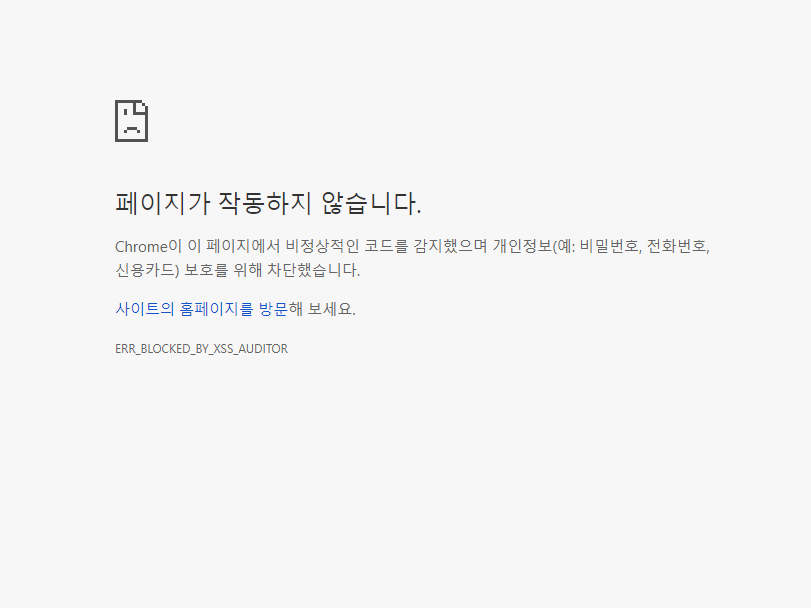 페이지가 작동하지 않습니다.
Chrome이 이 페이지에서 비정상적인 코드를 감지했으며 개인정보(예: 비밀번호, 전화번호,
신용카드) 보호를 위해 차단했습니다.
사이트의 홈페이지를 방문해 보세요.
ERR_BLOCKED_BY_XSS_AUDITOR